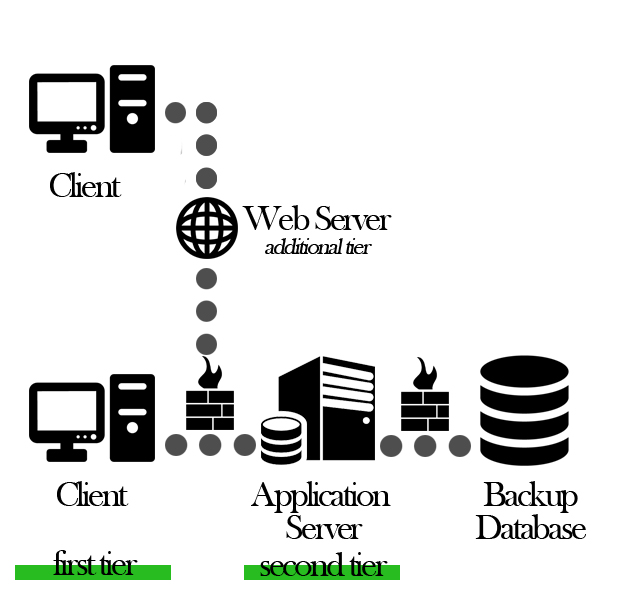 Client
Web Server
additional tier
Client
Application
Server
Backup
Database
first tier
second tier